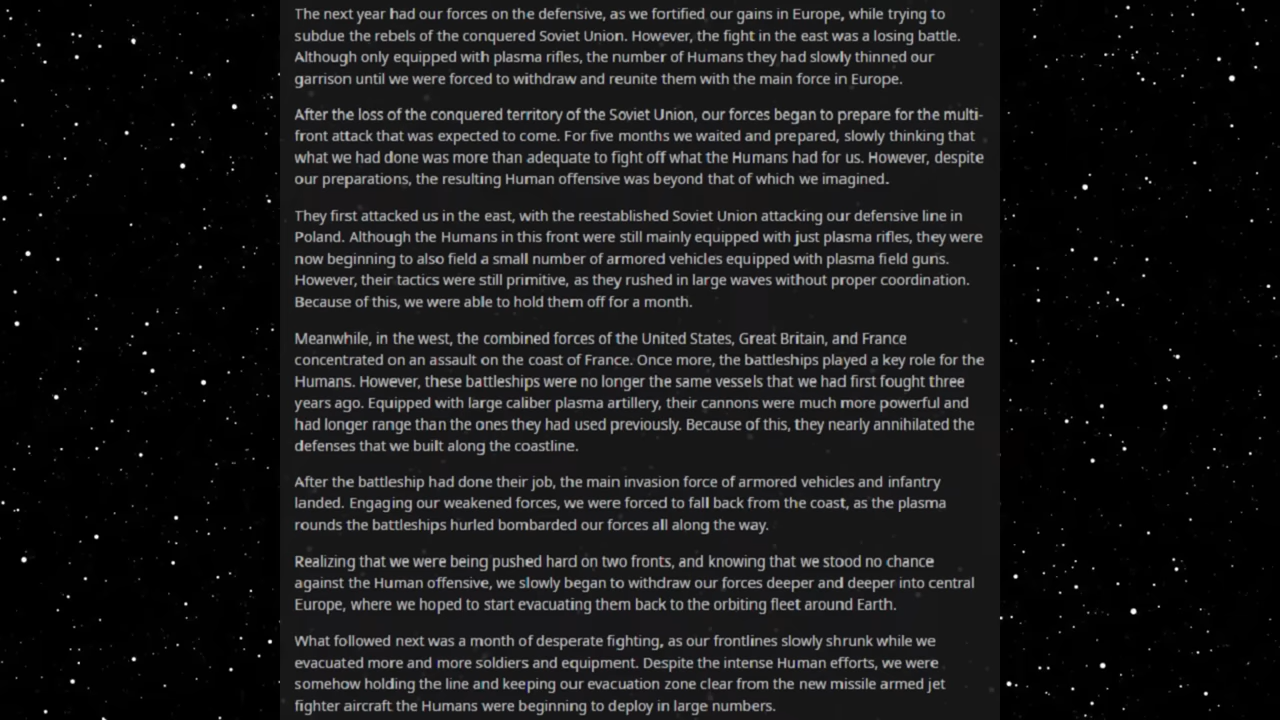 The next year had our forces on the defensive, as we fortified our gains in Europe, while trying to
subdue the rebels of the conquered Soviet Union. However, the fight in the east was a losing battle.
Although only equipped with plasma rifles, the number of Humans they had slowly thinned our
garrison until we were forced to withdraw and reunite them with the main force in Europe.
After the loss of the conquered territory of the Soviet Union, our forces began to prepare for the multi-
front attack that was expected to come. For five months we waited and prepared, slowly thinking that
what we had done was more than adequate to fight off what the Humans had for us. However, despite
our preparations, the resulting Human offensive was beyond that of which we imagined.
They first attacked us in the east, with the reestablished Soviet Union attacking our defensive line in
Poland. Although the Humans in this front were still mainly equipped with just plasma rifles, they were
now beginning to also field a small number of armored vehicles equipped with plasma field guns.
However, their tactics were still primitive, as they rushed in large waves without proper coordination.
Because of this, we were able to hold them off for a month.
Meanwhile, in the west, the combined forces of the United States, Great Britain, and France
concentrated on an assault on the coast of France. Once more, the battleships played a key role for the
Humans. However, these battleships were no longer the same vessels that we had first fought three
years ago. Equipped with large caliber plasma artillery, their cannons were much more powerful and
had longer range than the ones they had used previously. Because of this, they nearly annihilated the
defenses that we built along the coastline.
After the battleship had done their job, the main invasion force of armored vehicles and infantry
landed. Engaging our weakened forces, we were forced to fall back from the coast, as the plasma
rounds the battleships hurled bombarded our forces all along the way.
Realizing that we were being pushed hard on two fronts, and knowing that we stood no chance
against the Human offensive, we slowly began to withdraw our forces deeper and deeper into central
Europe, where we hoped to start evacuating them back to the orbiting fleet around Earth.
What followed next was a month of desperate fighting, as our frontlines slowly shrunk while we
evacuated more and more soldiers and equipment. Despite the intense Human efforts, we were
somehow holding the line and keeping our evacuation zone clear from the new missile armed jet
fighter aircraft the Humans were beginning to deploy in large numbers.